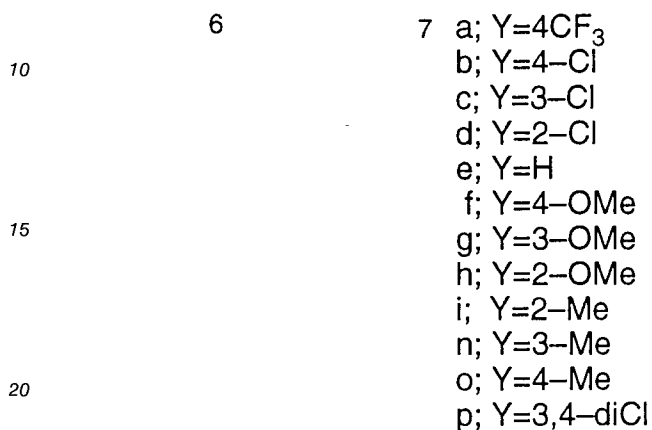 6 7 a; Y=4CF₃
10 b; Y=4–Cl
c; Y=3–Cl
d; Y=2–Cl
e; Y=H
f; Y=4–OMe
15 g; Y=3–OMe
h; Y=2–OMe
i; Y=2–Me
n; Y=3–Me
20 o; Y=4–Me
p; Y=3,4–diCl